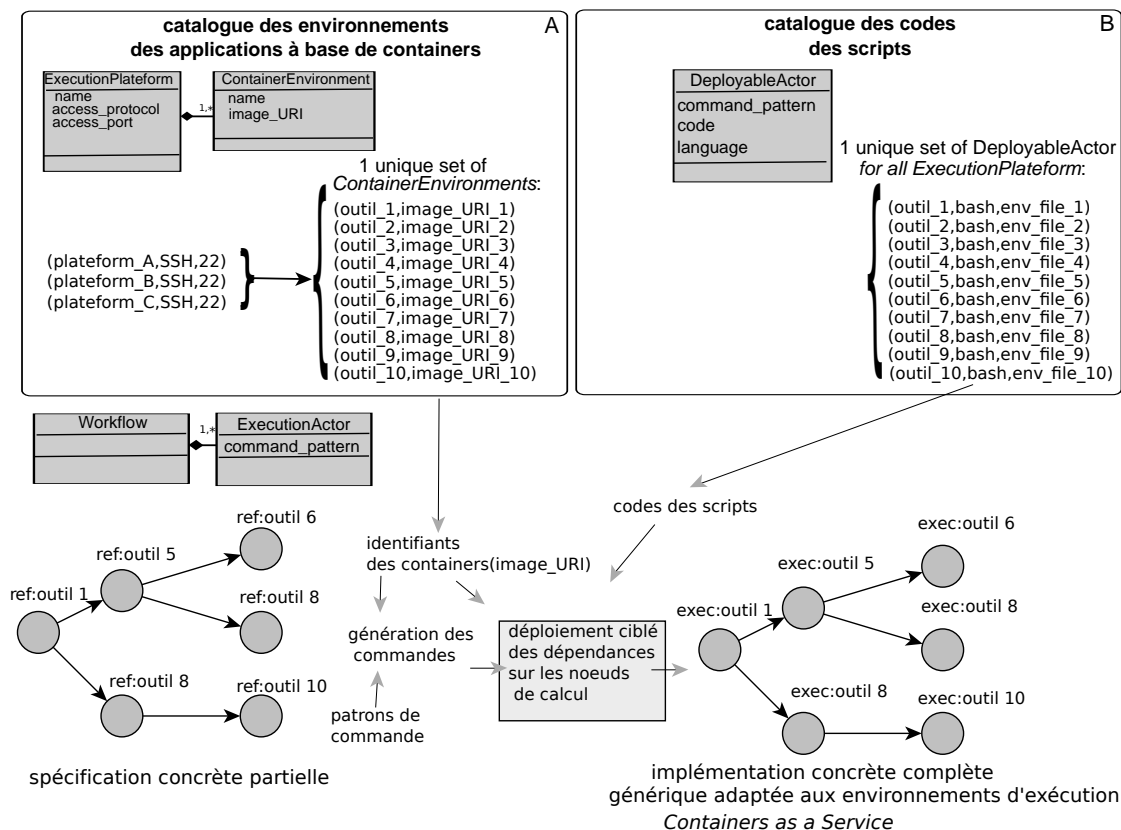 catalogue des environnements
des applications à base de containers
A
ExecutionPlateform
name
access_protocol
access_port
1,*
ContainerEnvironment
name
image_URI
1 unique set of
ContainerEnvironments:
(outil_1,image_URI_1)
(outil_2,image_URI_2)
(outil_3,image_URI_3)
(outil_4,image_URI_4)
(outil_5,image_URI_5)
(outil_6,image_URI_6)
(outil_7,image_URI_7)
(outil_8,image_URI_8)
(outil_9,image_URI_9)
(outil_10,image_URI_10)
(plateform_A,SSH,22)
(plateform_B,SSH,22)
(plateform_C,SSH,22)
catalogue des codes
des scripts
B
DeployableActor
command_pattern
code
language
1 unique set of DeployableActor
for all ExecutionPlateform:
(outil_1,bash,env_file_1)
(outil_2,bash,env_file_2)
(outil_3,bash,env_file_3)
(outil_4,bash,env_file_4)
(outil_5,bash,env_file_5)
(outil_6,bash,env_file_6)
(outil_7,bash,env_file_7)
(outil_8,bash,env_file_8)
(outil_9,bash,env_file_9)
(outil_10,bash,env_file_10)
Workflow
1,*
ExecutionActor
command_pattern
ref:outil 6
ref:outil 5
ref:outil 1
ref:outil 8
ref:outil 8
ref:outil 10
spécification concrète partielle
identifiants
des containers(image_URI)
codes des scripts
génération des
commandes
patrons de
commande
déploiement ciblé
des dépendances
sur les noeuds
de calcul
exec:outil 6
exec:outil 5
exec:outil 1
exec:outil 8
exec:outil 8
exec:outil 10
implémentation concrète complète
générique adaptée aux environnements d'exécution
Containers as a Service